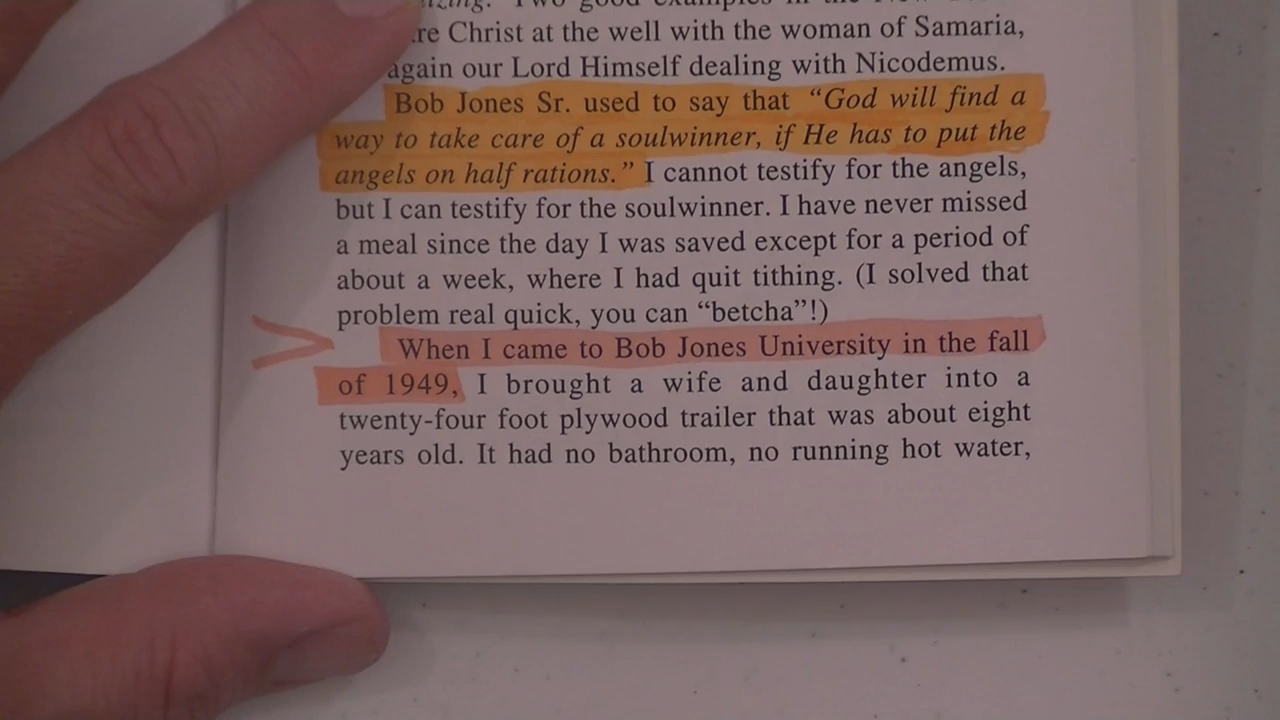 Two good examples in the New
Christ at the well with the woman of Samaria,
again our Lord Himself dealing with Nicodemus.
Bob Jones Sr. used to say that “God will find a
way to take care of a soulwinner, if He has to put the
angels on half rations.” I cannot testify for the angels,
but I can testify for the soulwinner. I have never missed
a meal since the day I was saved except for a period of
about a week, where I had quit tithing. (I solved that
problem real quick, you can “betcha”!)
When I came to Bob Jones University in the fall
of 1949, I brought a wife and daughter into a
twenty-four foot plywood trailer that was about eight
years old. It had no bathroom, no running hot water,